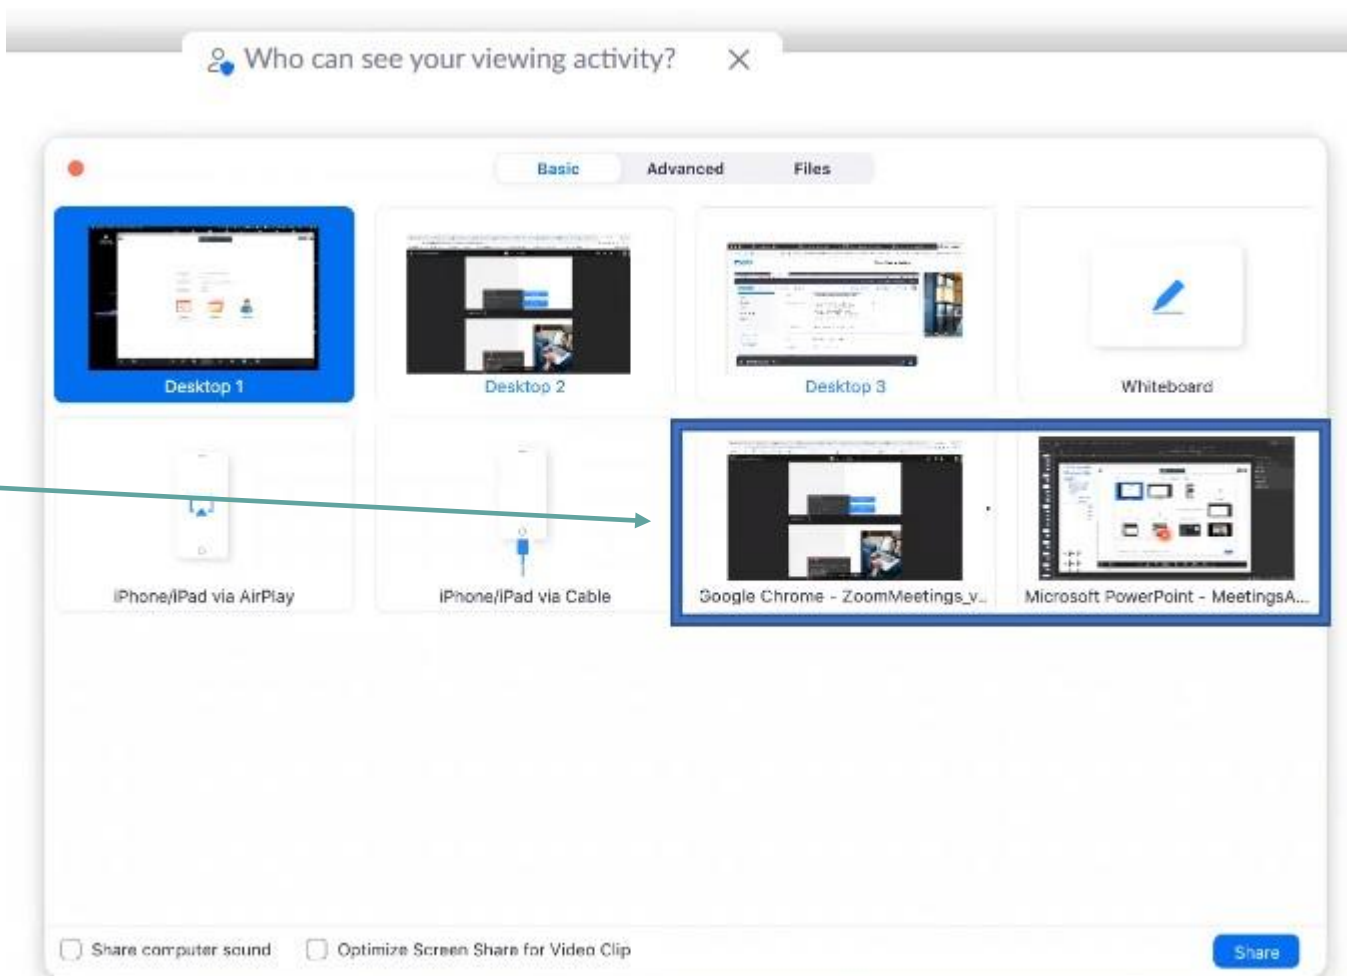 Who can see your viewing activity?
Basic Advanced Files
Desktop 1 Desktop 2 Desktop 3 Whiteboard
iPhone/iPad via AirPlay iPhone/iPad via Cable Google Chrome - ZoomMeetings_v... Microsoft PowerPoint - MeetingsA...
Share computer sound Optimize Screen Share for Video Clip Share